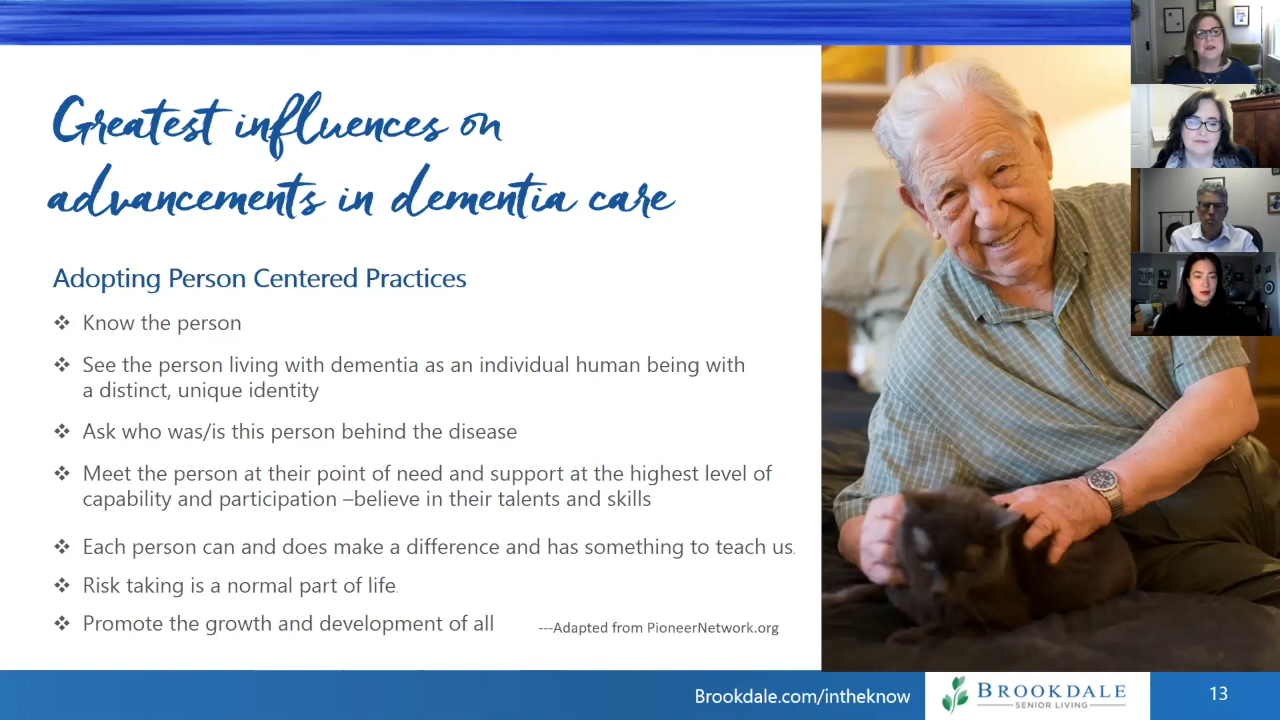 Greatest influences on
advancements in dementia care
Adopting Person Centered Practices
❖ Know the person
❖ See the person living with dementia as an individual human being with
a distinct, unique identity
❖ Ask who was/is this person behind the disease
❖ Meet the person at their point of need and support at the highest level of
capability and participation –believe in their talents and skills
❖ Each person can and does make a difference and has something to teach us.
❖ Risk taking is a normal part of life.
❖ Promote the growth and development of all
---Adapted from PioneerNetwork.org
Brookdale.com/intheknow
BROOKDALE
SENIOR LIVING
13